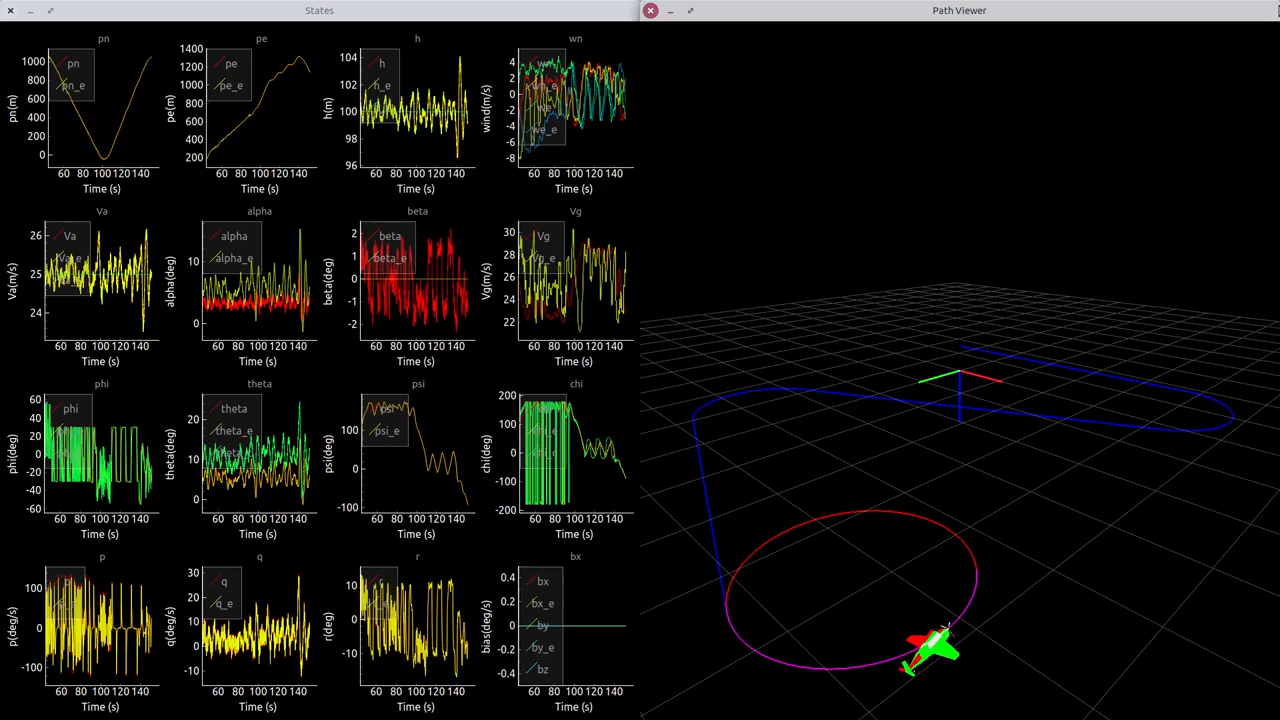 States
Path Viewer
pn
pe
h
wn
pn(m)
1000
800
600
400
200
0
pn
pn_e
60 80 100 120 140
Time (s)
pe(m)
1400
1200
1000
800
600
400
200
pe
pe_e
60 80 100 120 140
Time (s)
h(m)
104
102
100
98
96
h
h_e
60 80 100 120 140
Time (s)
wind(m/s)
4
2
0
-2
-4
-6
-8
wn
wn_e
we
we_e
60 80 100 120 140
Time (s)
Va
alpha
beta
Vg
Va(m/s)
26
25
24
Va
Va_e
60 80 100 120 140
Time (s)
alpha(deg)
10
0
alpha
alpha_e
60 80 100 120 140
Time (s)
beta(deg)
2
1
0
-1
-2
beta
beta_e
60 80 100 120 140
Time (s)
Vg(m/s)
30
28
26
24
22
Vg
Vg_e
60 80 100 120 140
Time (s)
phi
theta
psi
chi
phi(deg)
60
40
20
0
-20
-40
-60
phi
60 80 100 120 140
Time (s)
theta(deg)
20
10
0
theta
theta_e
60 80 100 120 140
Time (s)
psi(deg)
100
0
-100
psi
psi_e
60 80 100 120 140
Time (s)
chi(deg)
200
100
0
-100
-200
60 80 100 120 140
Time (s)
p
q
r
bx
p(deg/s)
100
0
-100
60 80 100 120 140
Time (s)
q(deg/s)
30
20
10
0
-10
q
q_e
60 80 100 120 140
Time (s)
r(deg)
10
0
-10
r
60 80 100 120 140
Time (s)
bias(deg/s)
0.4
0.2
0
-0.2
-0.4
bx
bx_e
by
by_e
bz
60 80 100 120 140
Time (s)